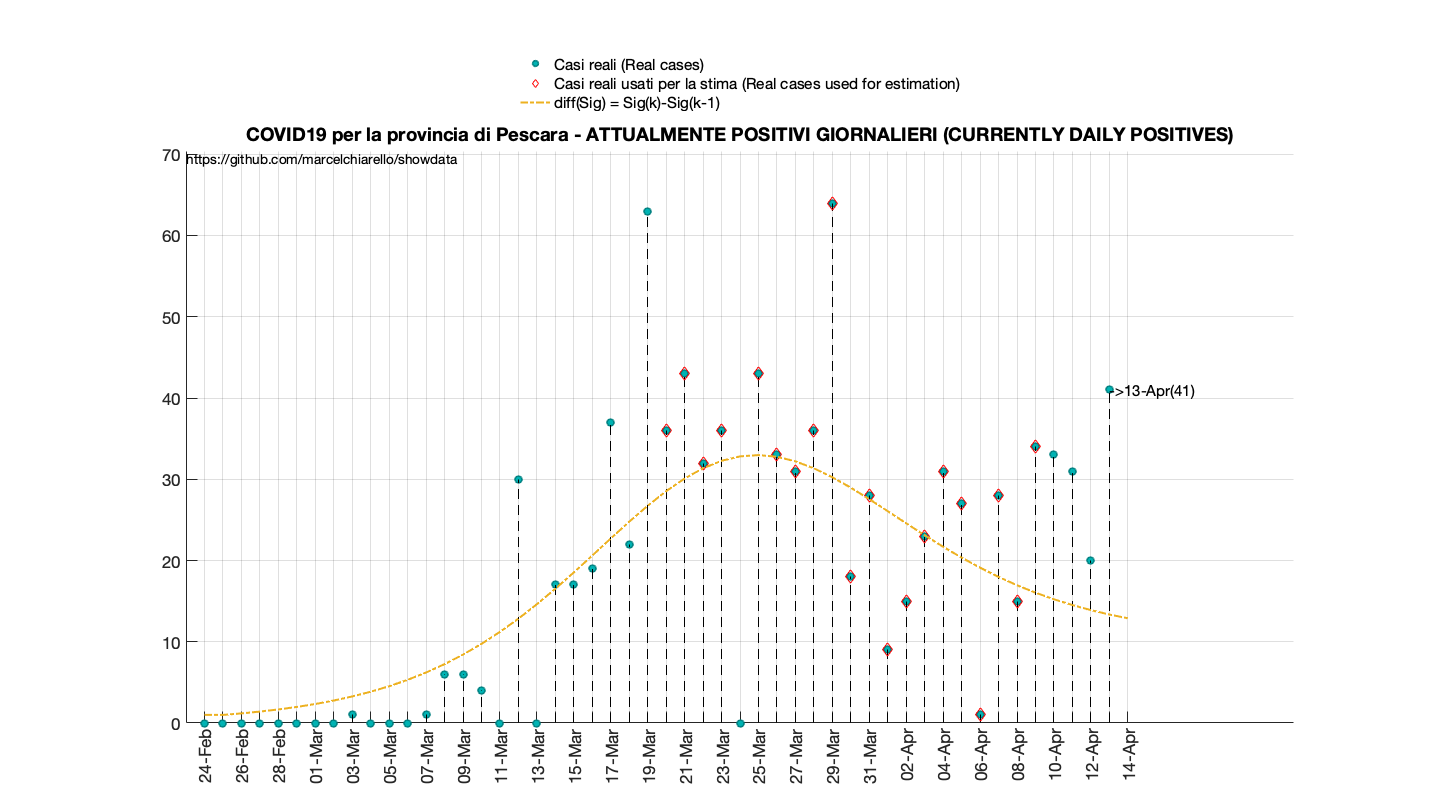 Casi reali (Real cases)
Casi reali usati per la stima (Real cases used for estimation)
diff(Sig) = Sig(k)-Sig(k-1)
COVID19 per la provincia di Pescara - ATTUALMENTE POSITIVI GIORNALIERI (CURRENTLY DAILY POSITIVES)
https://github.com/marcelchiarello/showdata
70
60
50
40
30
20
10
0
->13-Apr(41)
24-Feb
26-Feb
28-Feb
01-Mar
03-Mar
05-Mar
07-Mar
09-Mar
11-Mar
13-Mar
15-Mar
17-Mar
19-Mar
21-Mar
23-Mar
25-Mar
27-Mar
29-Mar
31-Mar
02-Apr
04-Apr
06-Apr
08-Apr
10-Apr
12-Apr
14-Apr